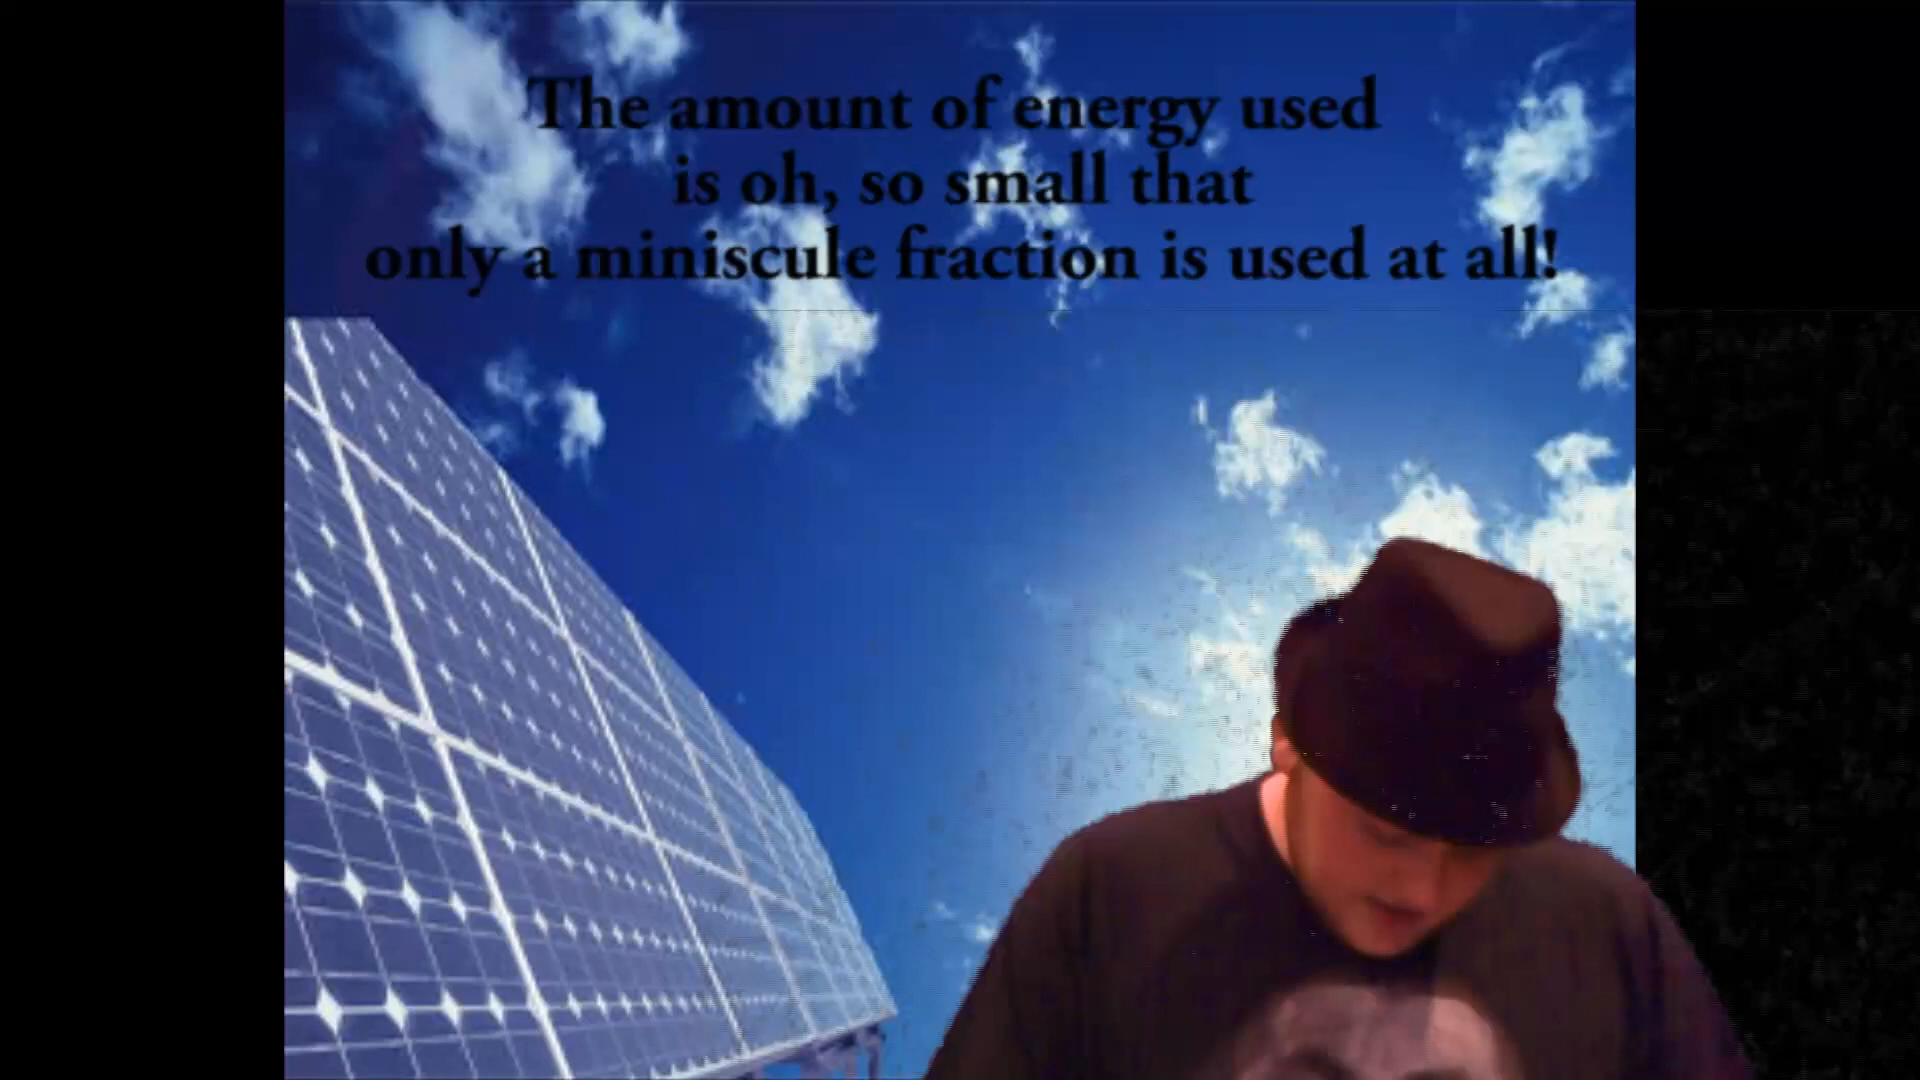 The amount of energy used
is oh, so small that
only a miniscule fraction is used at all!